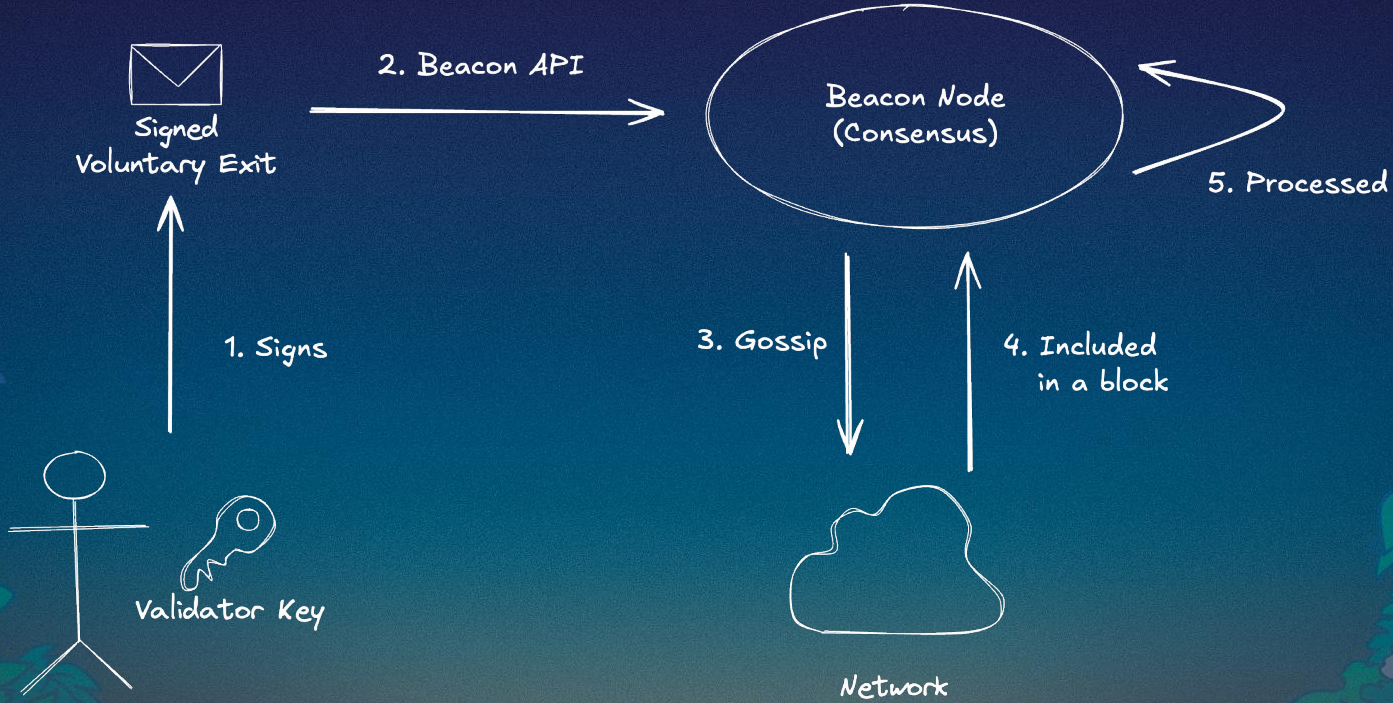 2. Beacon API
Beacon Node
(Consensus)
Signed
Voluntary Exit
5. Processed
1. Signs
3. Gossip
4. Included
in a block
Validator Key
Network